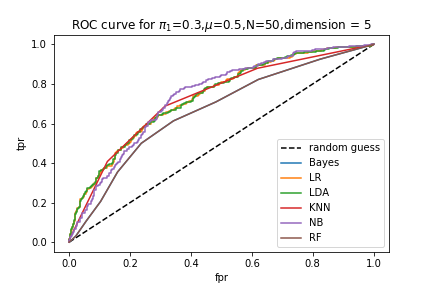 ROC curve for π₁=0.3,μ=0.5,N=50,dimension = 5
tpr
1.0
0.8
0.6
0.4
0.2
0.0
random guess
Bayes
LR
LDA
KNN
NB
RF
0.0 0.2 0.4 0.6 0.8 1.0
fpr